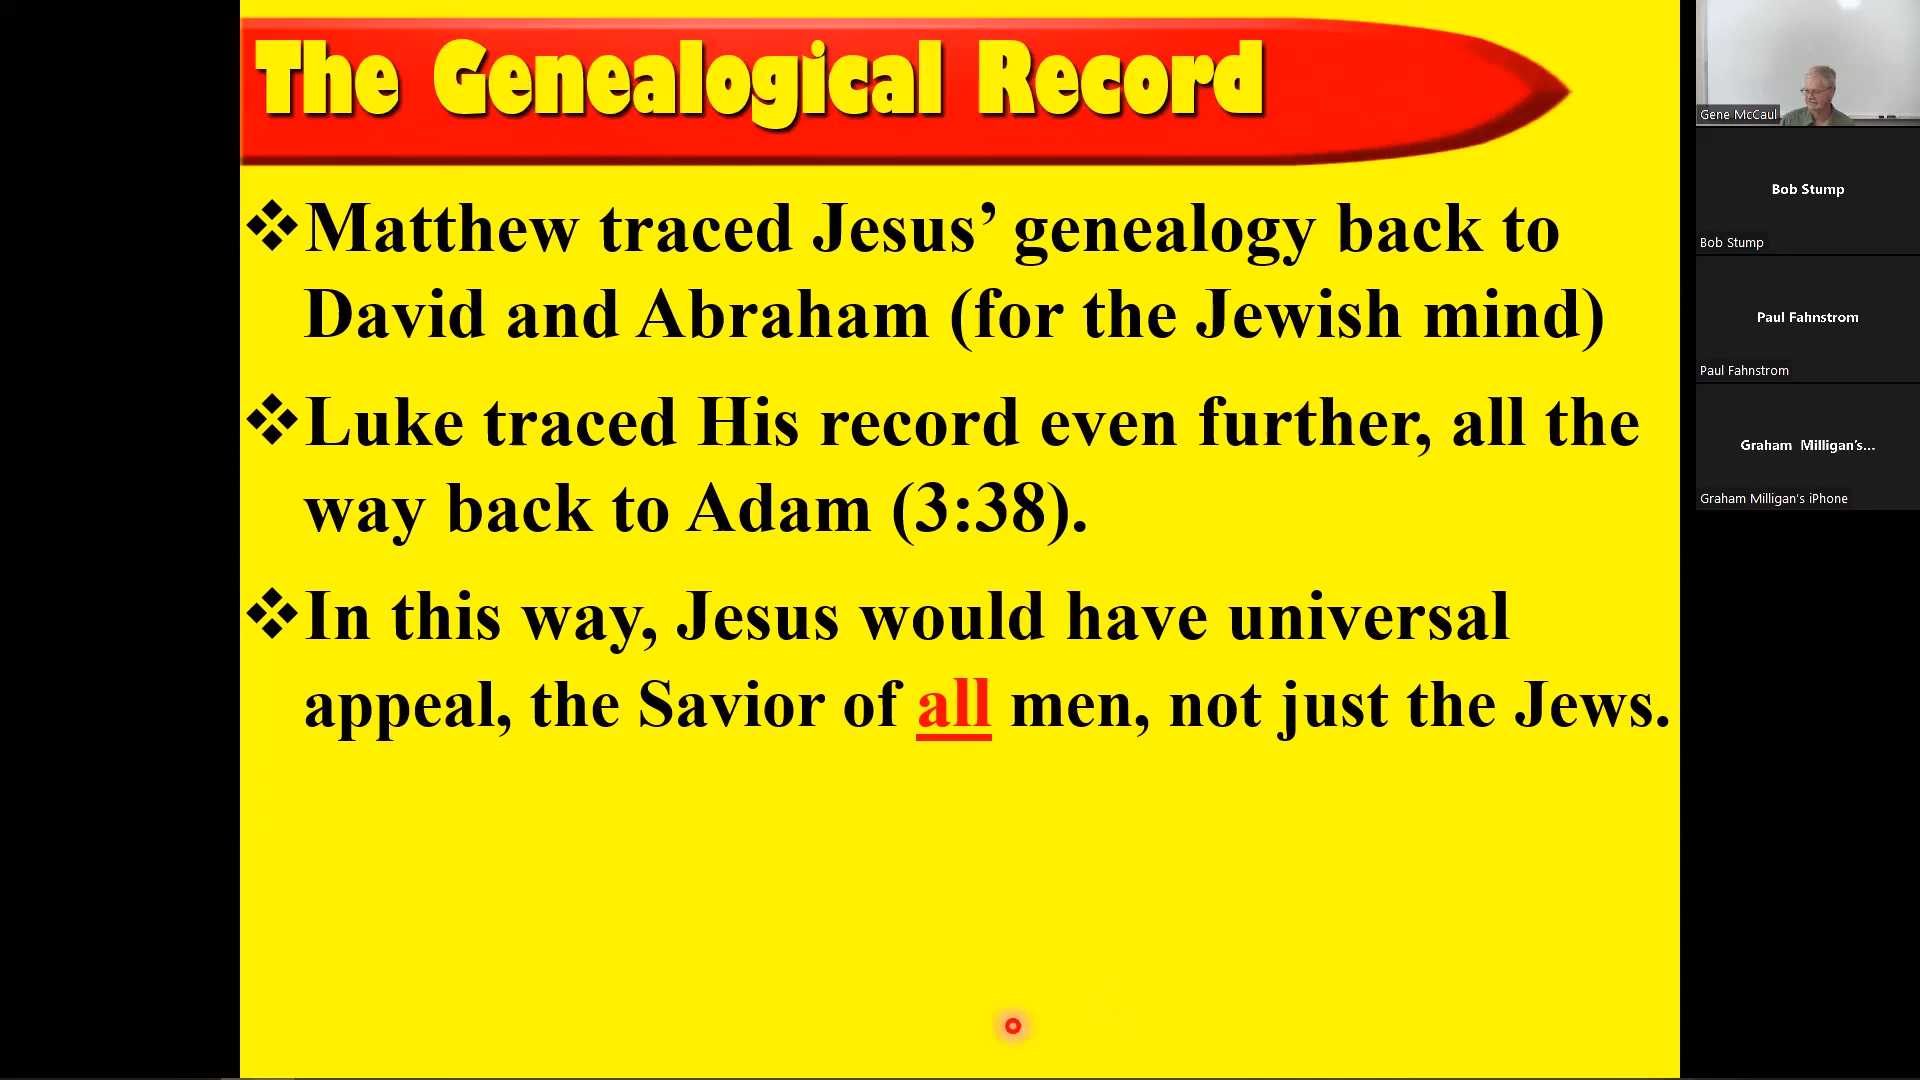 The Genealogical Record
❖Matthew traced Jesus’ genealogy back to
David and Abraham (for the Jewish mind)
❖Luke traced His record even further, all the
way back to Adam (3:38).
❖In this way, Jesus would have universal
appeal, the Savior of all men, not just the Jews.
Gene McCaul
Bob Stump
Bob Stump
Paul Fahnstrom
Paul Fahnstrom
Graham Milligan’s...
Graham Milligan's iPhone